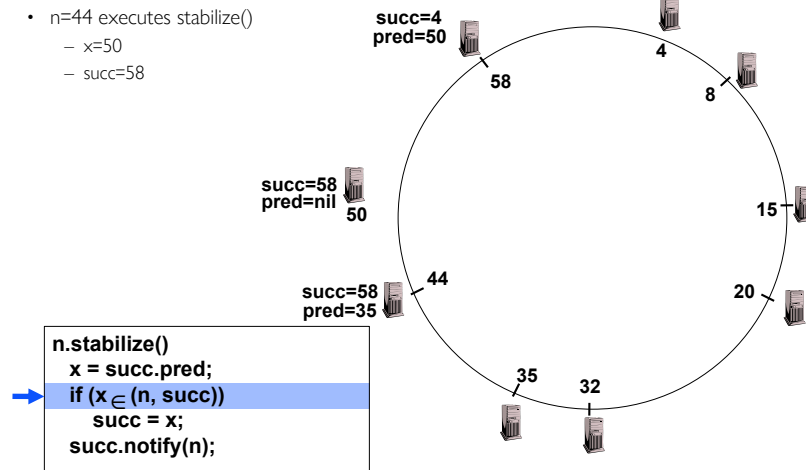 • n=44 executes stabilize()
– x=50
– succ=58
succ=4
pred=50
58
4
8
15
20
32
35
44
succ=58
pred=nil
50
succ=58
pred=35
n.stabilize()
x = succ.pred;
if (x ∈ (n, succ))
succ = x;
succ.notify(n);